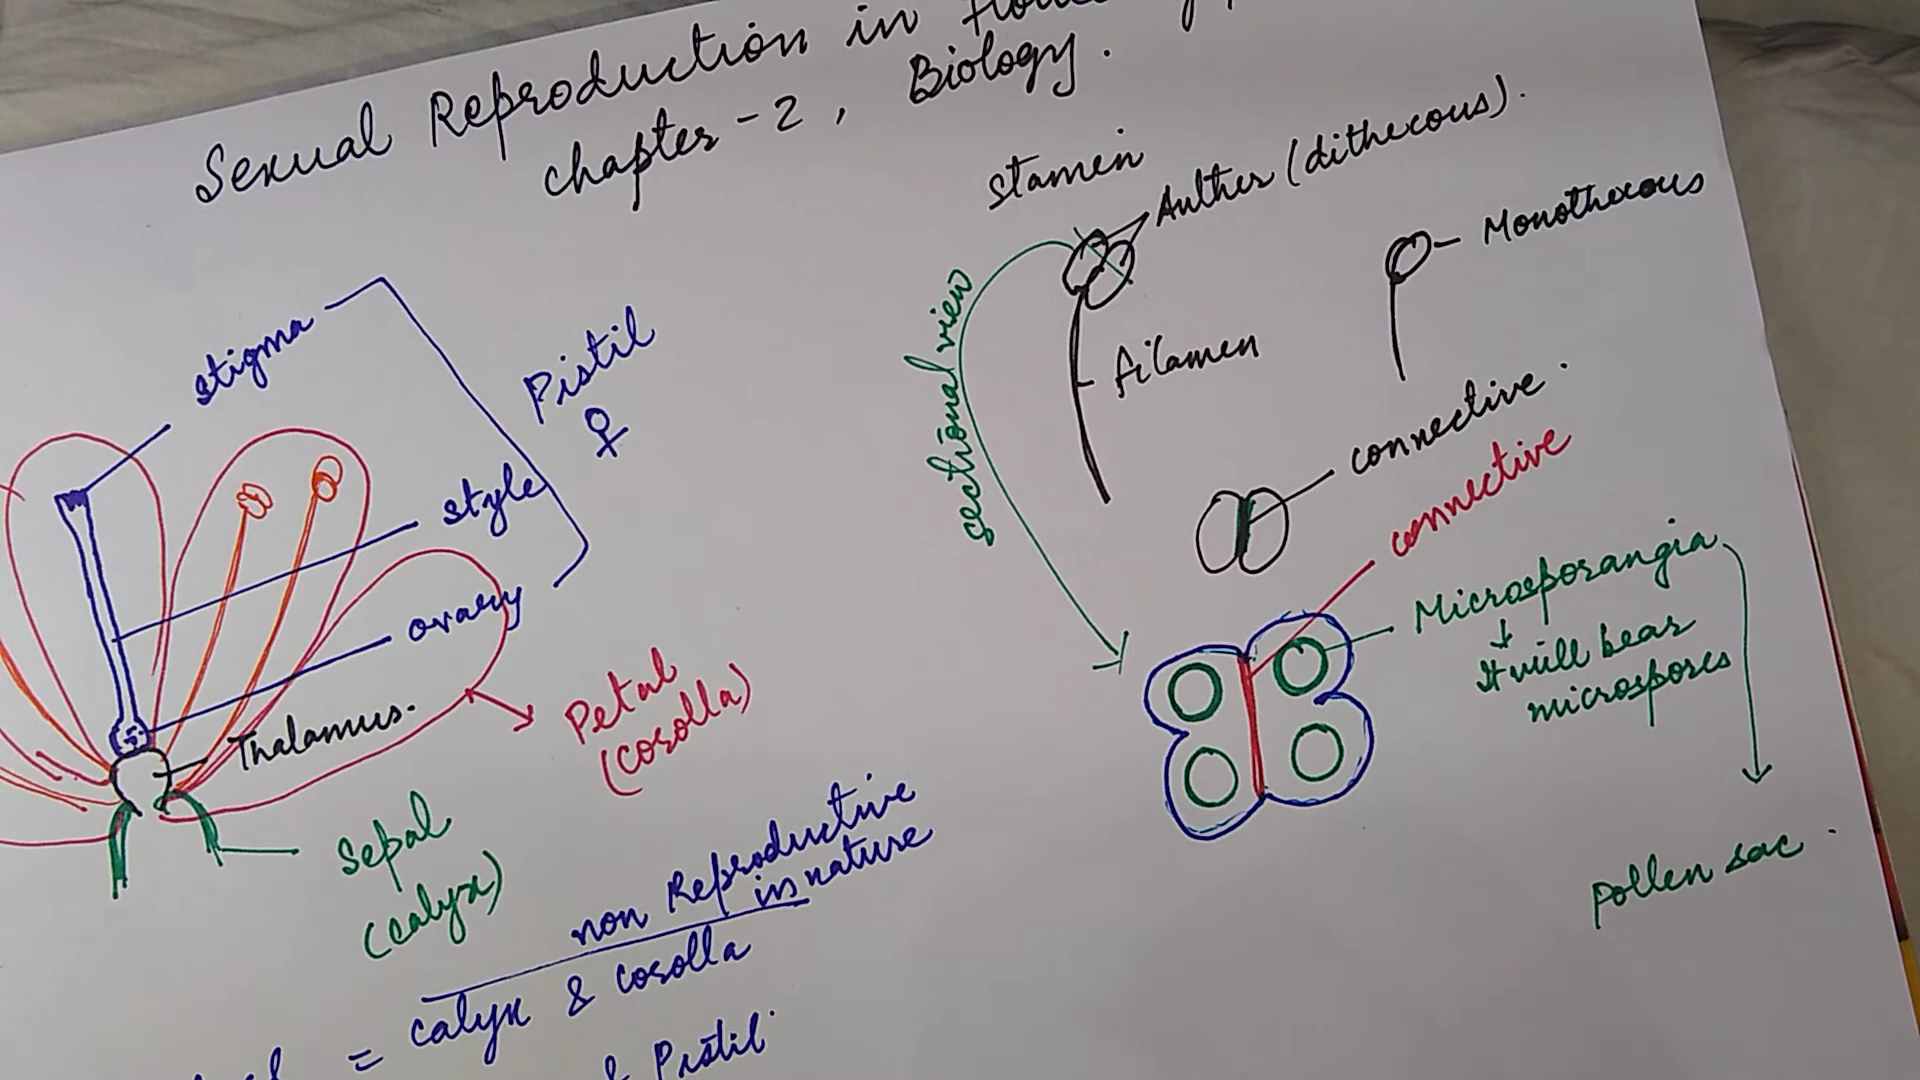 Sexual Reproduction in
chapter - 2, Biology.
stamen
Anther (dithecous).
Monothecous
filamen
sectional view
connective.
connective
Microsporangia
It will bear
microspores
pollen sac.
stigma
Pistil
style
ovary
Thalamus.
Petal
(corolla)
Sepal
(calyx)
non Reproductive
in nature
= calyx & corolla
& Pistil